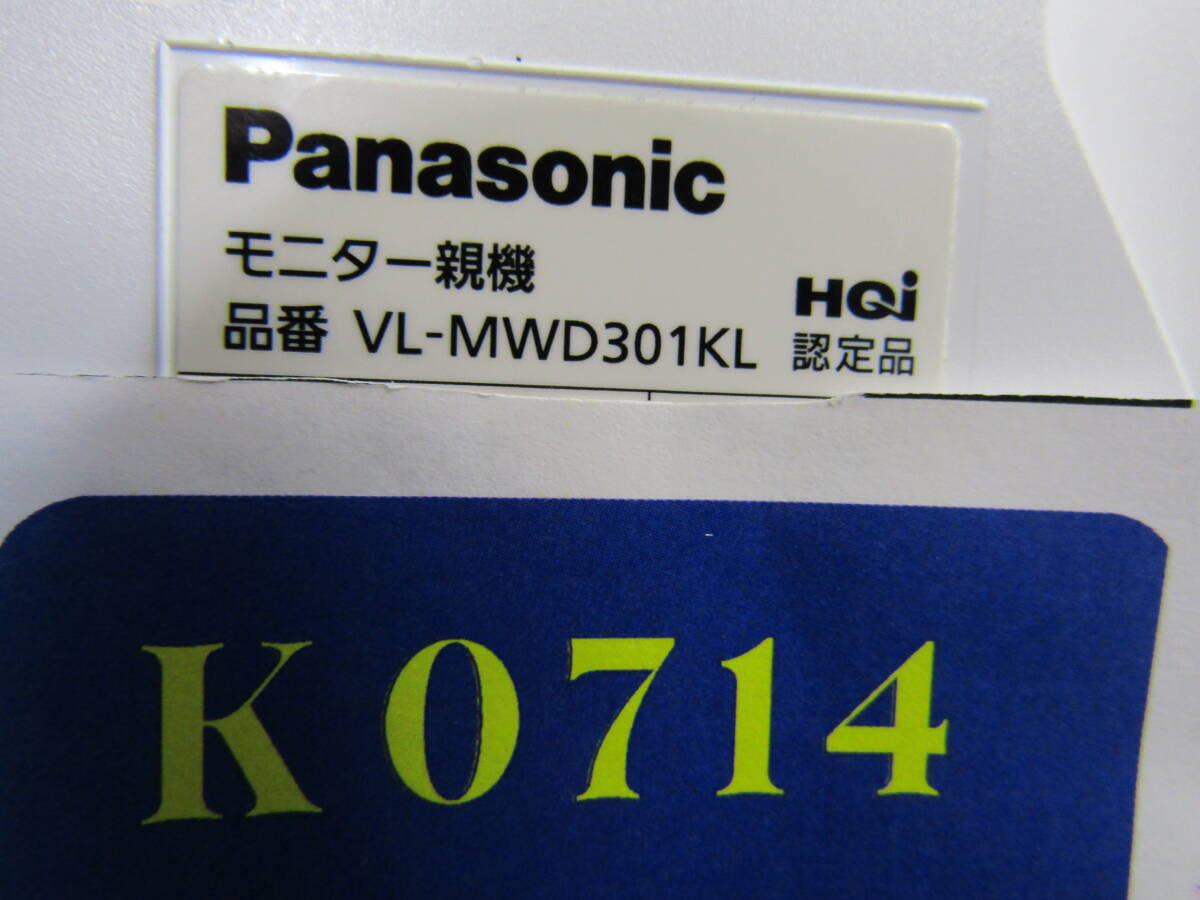 Panasonic
モニター親機
品番 VL-MWD301KL
HQi
認定品
K0714